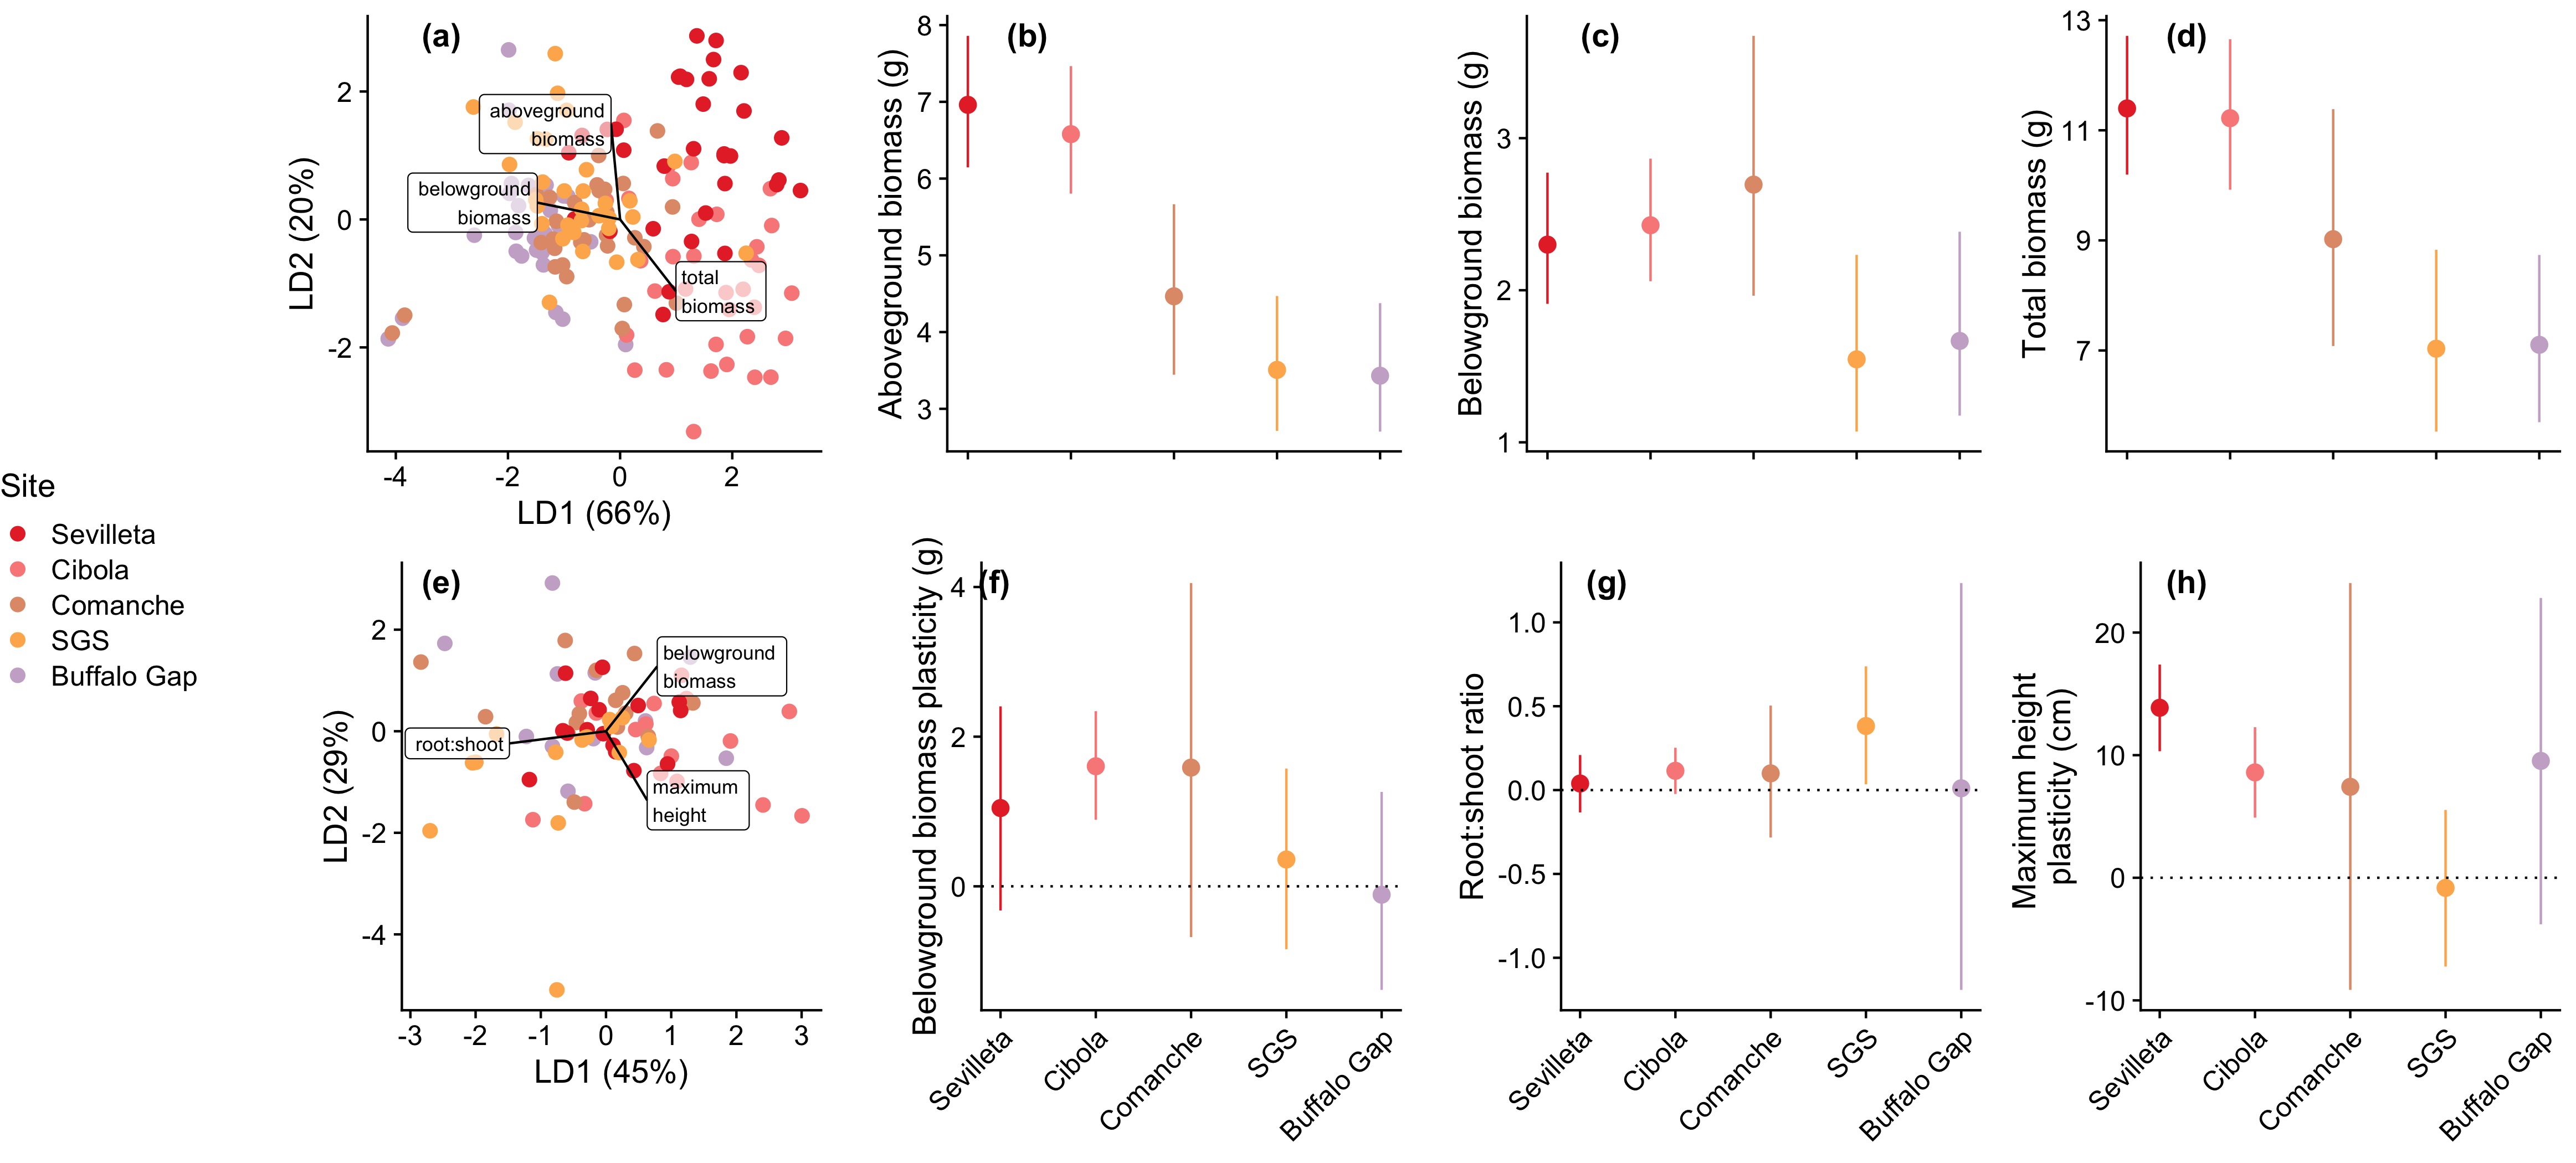 (a)
LD2 (20%)
2
0
-2
aboveground
biomass
belowground
biomass
total
biomass
-4
-2
0
2
LD1 (66%)
(b)
Aboveground biomass (g)
8
7
6
5
4
3
(c)
Belowground biomass (g)
3
2
1
(d)
Total biomass (g)
13
11
9
7
Site
Sevilleta
Cibola
Comanche
SGS
Buffalo Gap
(e)
LD2 (29%)
2
0
-2
-4
belowground
biomass
root:shoot
maximum
height
-3
-2
-1
0
1
2
3
LD1 (45%)
(f)
Belowground biomass plasticity (g)
4
2
0
Sevilleta
Cibola
Comanche
SGS
Buffalo Gap
(g)
Root:shoot ratio
1.0
0.5
0.0
-0.5
-1.0
Sevilleta
Cibola
Comanche
SGS
Buffalo Gap
(h)
Maximum height
plasticity (cm)
20
10
0
-10
Sevilleta
Cibola
Comanche
SGS
Buffalo Gap